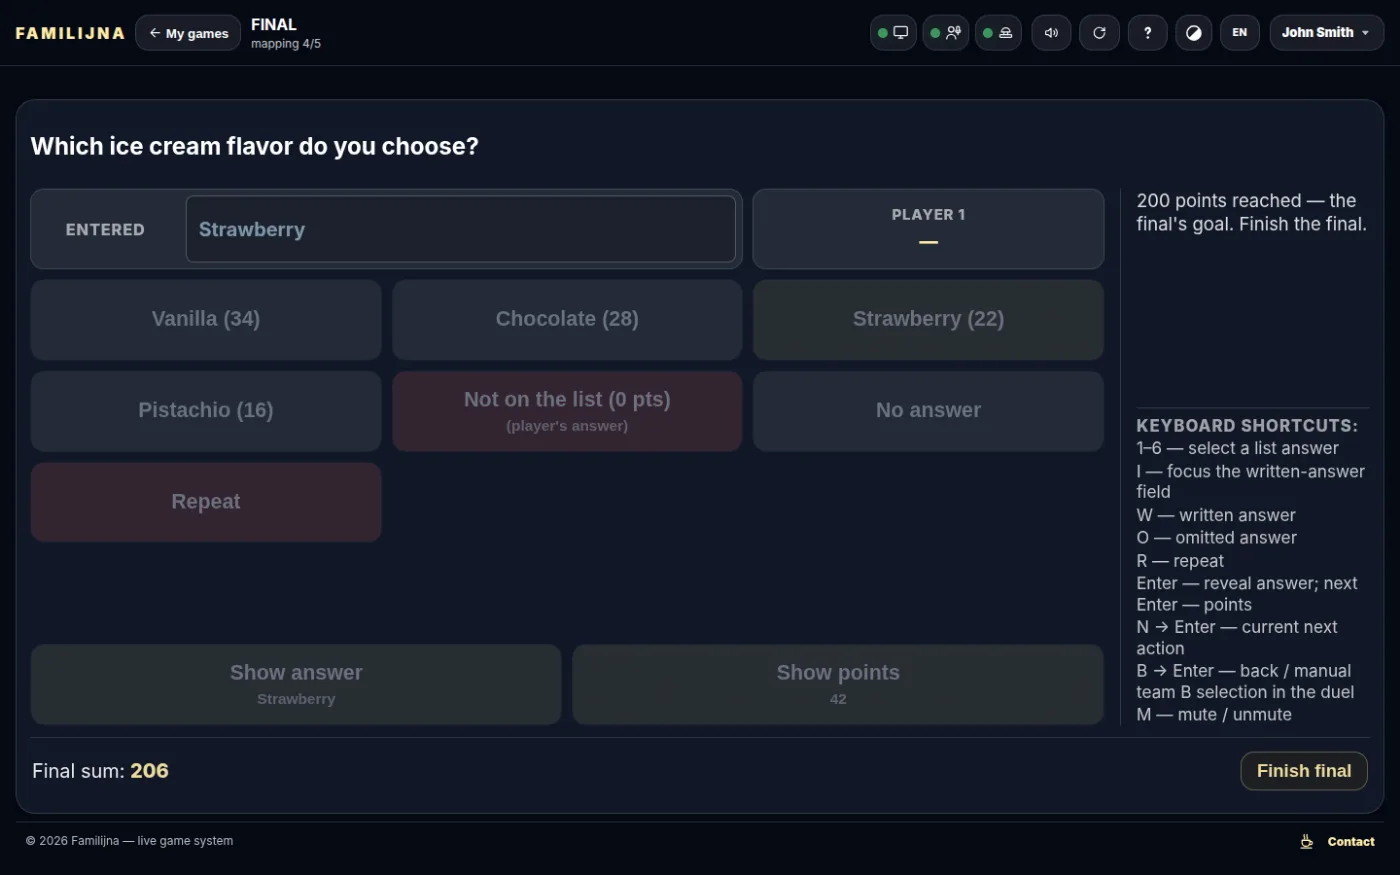 FAMILIJNA
← My games
FINAL
mapping 4/5
?
EN
John Smith
Which ice cream flavor do you choose?
ENTERED
Strawberry
PLAYER 1
—
Vanilla (34)
Chocolate (28)
Strawberry (22)
Pistachio (16)
Not on the list (0 pts)
(player's answer)
No answer
Repeat
Show answer
Strawberry
Show points
42
200 points reached — the
final's goal. Finish the final.
KEYBOARD SHORTCUTS:
1–6 — select a list answer
I — focus the written-answer
field
W — written answer
O — omitted answer
R — repeat
Enter — reveal answer; next
Enter — points
N → Enter — current next
action
B → Enter — back / manual
team B selection in the duel
M — mute / unmute
Final sum: 206
Finish final
© 2026 Familijna — live game system
Contact